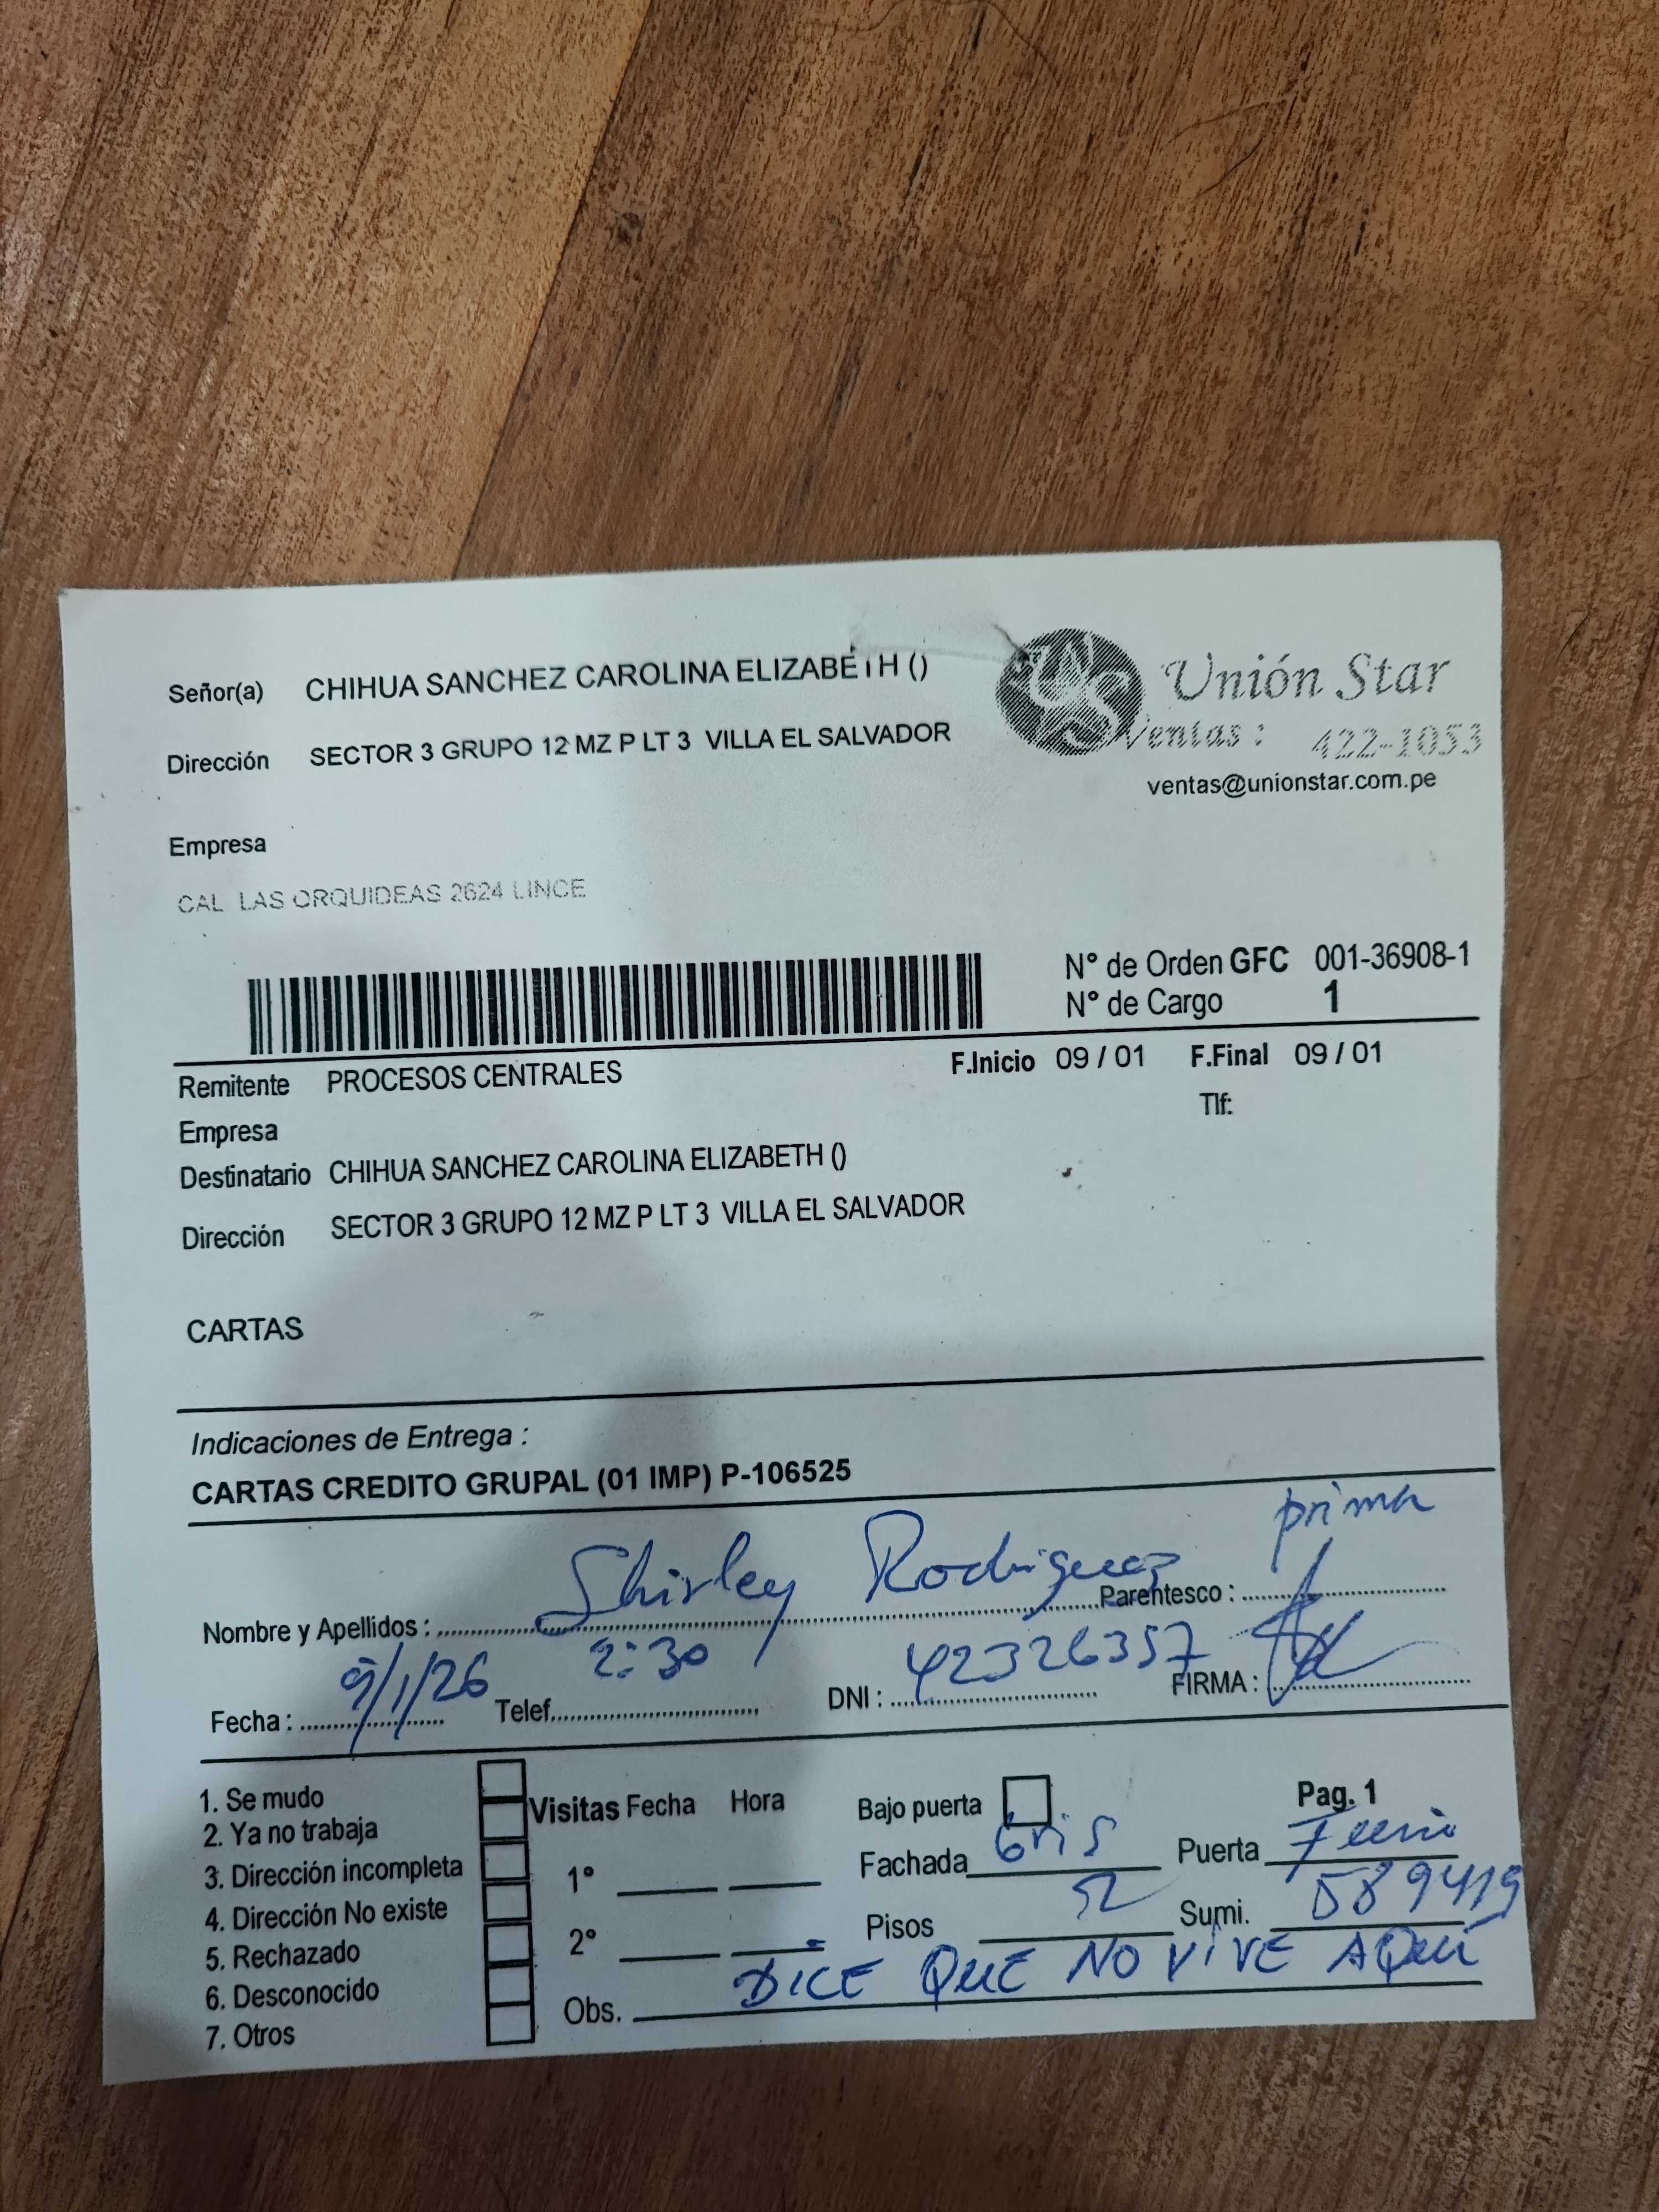 Señor(a) CHIHUA SANCHEZ CAROLINA ELIZABETH ()
Unión Star
Dirección SECTOR 3 GRUPO 12 MZ P LT 3 VILLA EL SALVADOR
Ventas : 422-1053
ventas@unionstar.com.pe
Empresa
CAL LAS ORQUIDEAS 2624 LINCE
N° de Orden GFC 001-36908-1
N° de Cargo 1
Remitente PROCESOS CENTRALES F.Inicio 09 / 01 F.Final 09 / 01
Empresa Tlf:
Destinatario CHIHUA SANCHEZ CAROLINA ELIZABETH ()
Dirección SECTOR 3 GRUPO 12 MZ P LT 3 VILLA EL SALVADOR
CARTAS
Indicaciones de Entrega :
CARTAS CREDITO GRUPAL (01 IMP) P-106525
Nombre y Apellidos : Shirley Rodriguez Parentesco : prima
Fecha : 9/1/26 Telef. 2:30 DNI : 42326357 FIRMA :
1. Se mudo
2. Ya no trabaja
3. Dirección incompleta
4. Dirección No existe
5. Rechazado
6. Desconocido
7. Otros
Visitas Fecha Hora
1°
2°
Bajo puerta Pag. 1
Fachada Gris Puerta
Pisos Sumi. 589419
Obs. DICE QUE NO VIVE AQUÍ